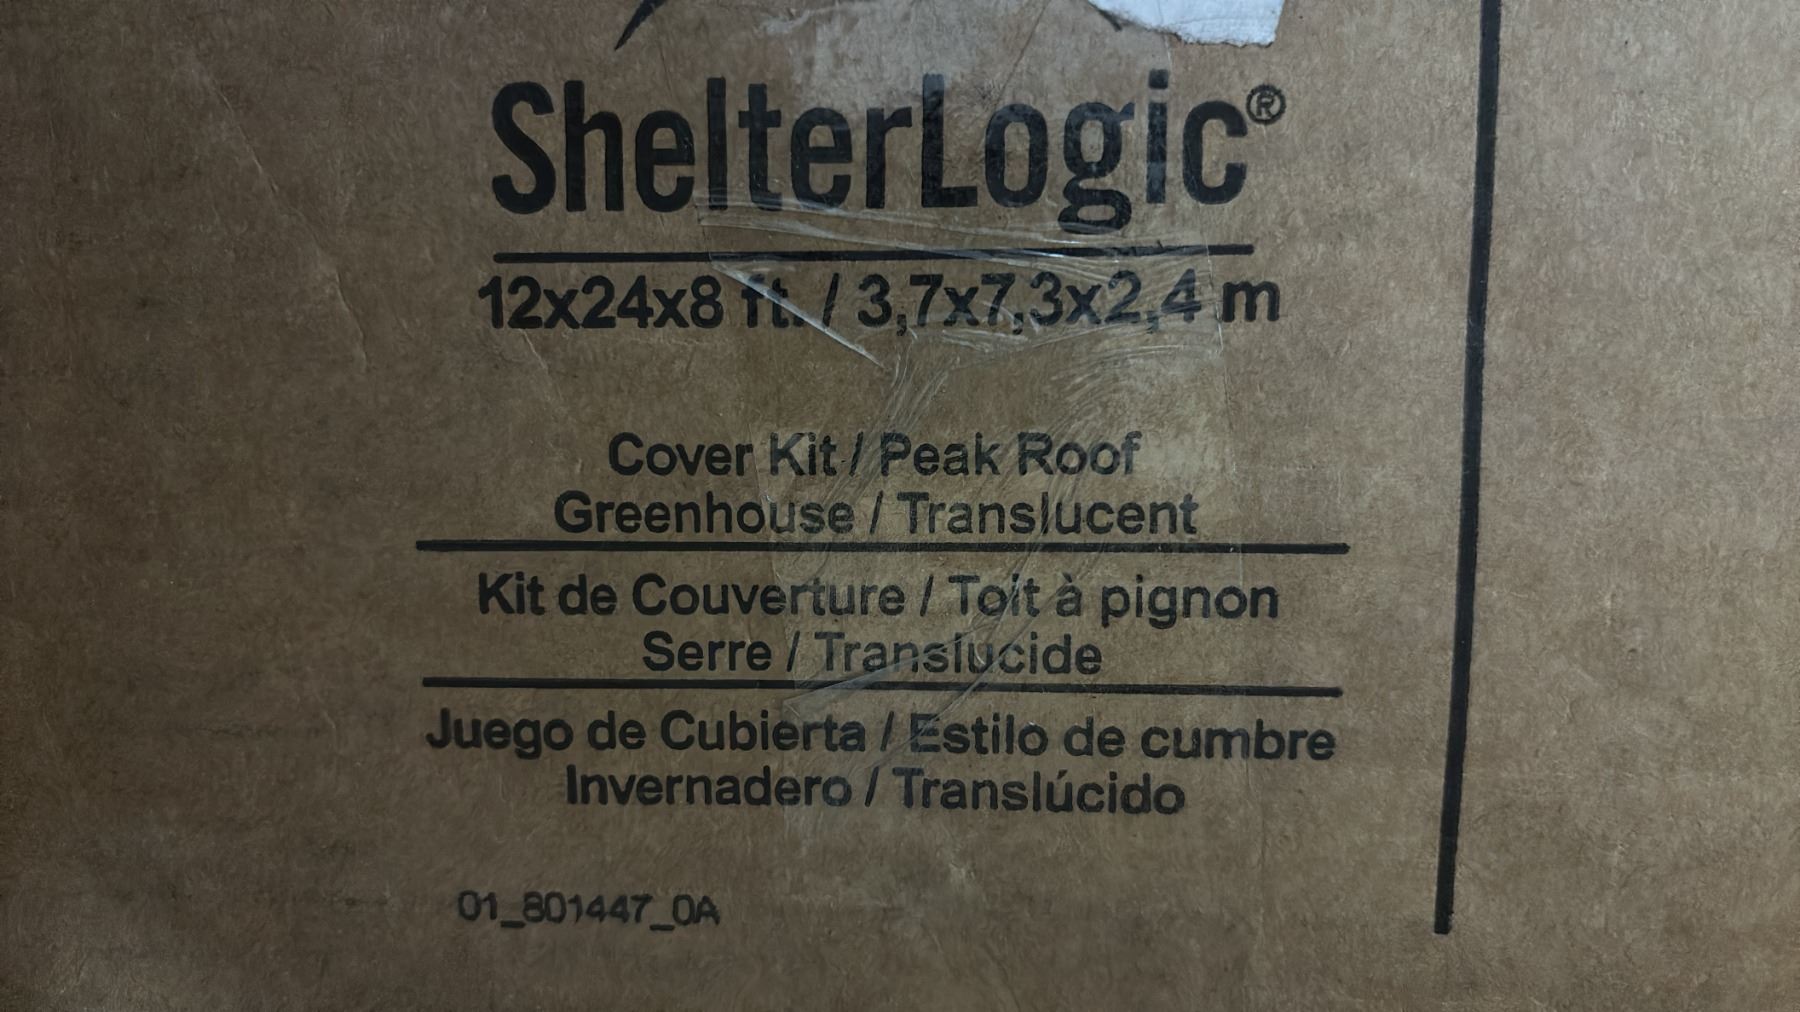 ShelterLogic®
12x24x8 ft. / 3,7x7,3x2,4 m
Cover Kit / Peak Roof
Greenhouse / Translucent
Kit de Couverture / Toit à pignon
Serre / Translucide
Juego de Cubierta / Estilo de cumbre
Invernadero / Translúcido
01_801447_0A